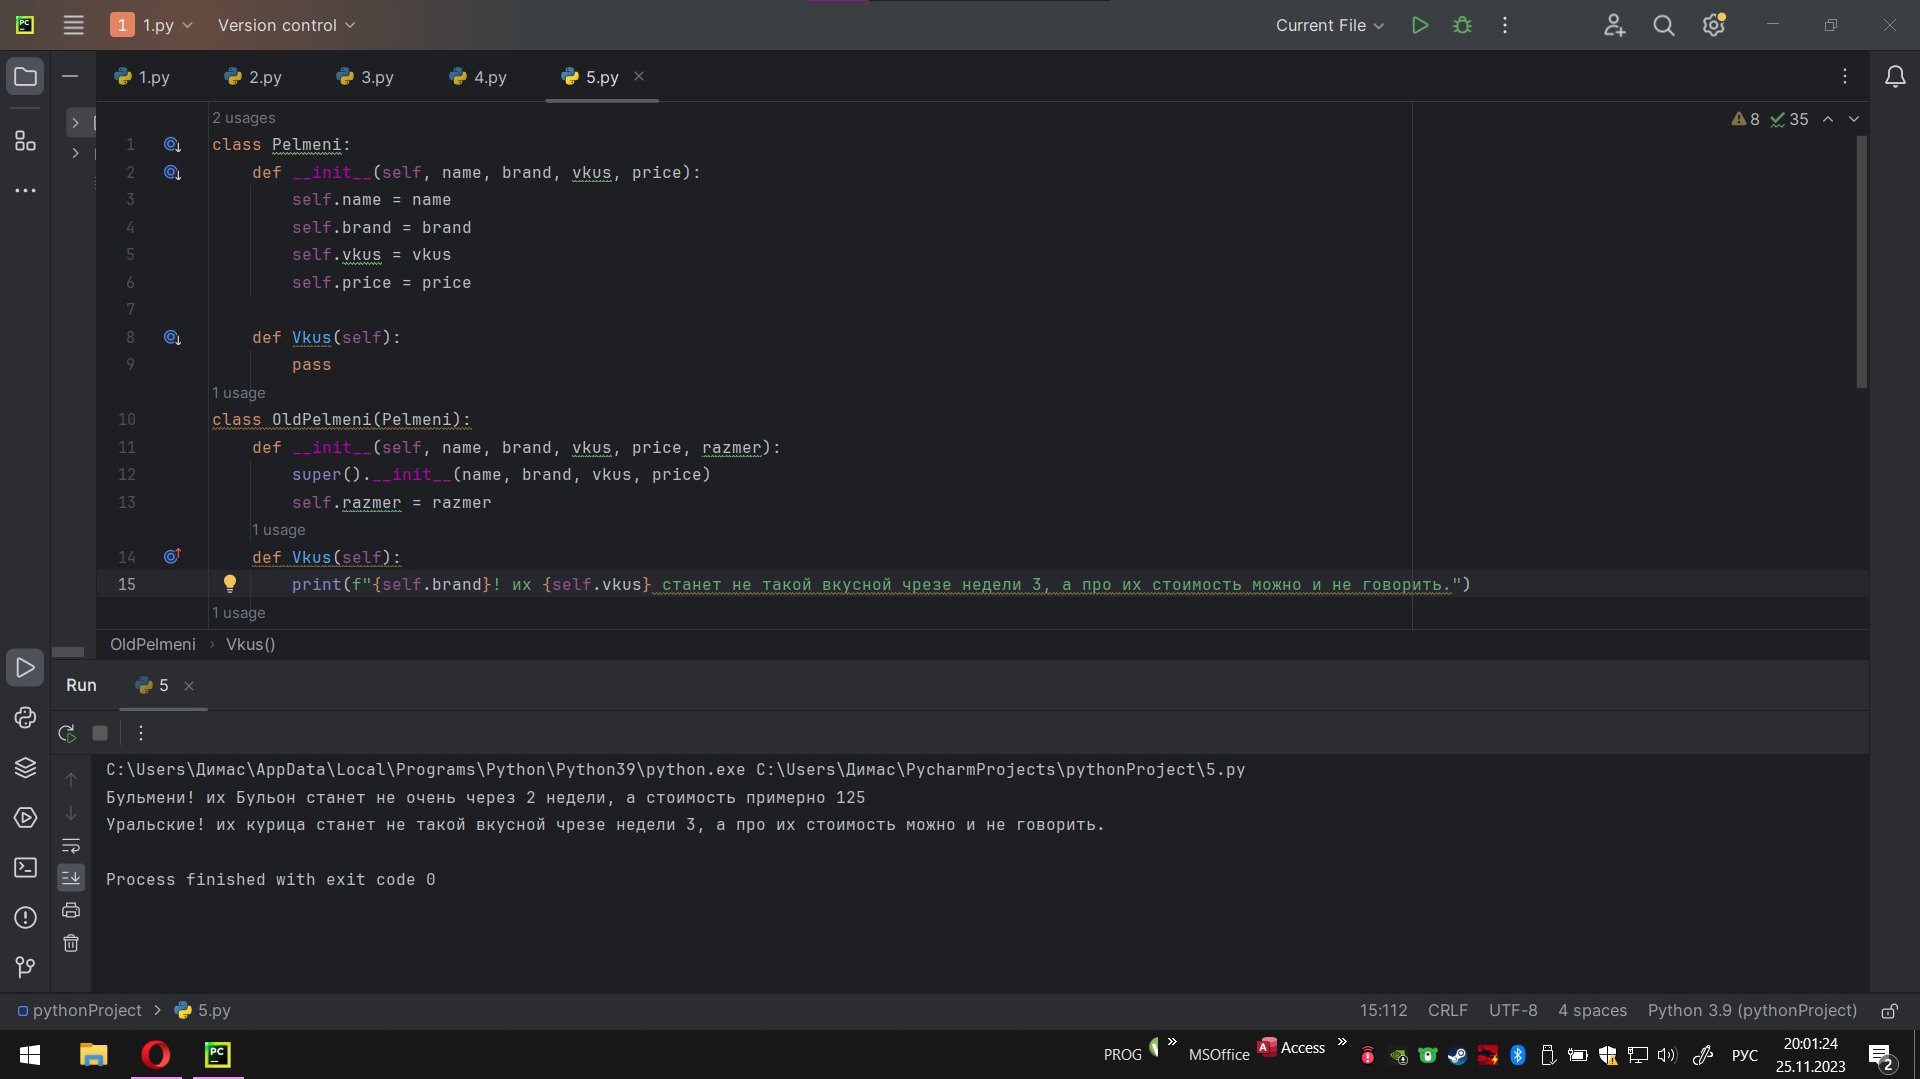 1 1.py Version control Current File
1.py 2.py 3.py 4.py 5.py
2 usages
8 35
1 class Pelmeni:
2 def __init__(self, name, brand, vkus, price):
3 self.name = name
4 self.brand = brand
5 self.vkus = vkus
6 self.price = price
7
8 def Vkus(self):
9 pass
1 usage
10 class OldPelmeni(Pelmeni):
11 def __init__(self, name, brand, vkus, price, razmer):
12 super().__init__(name, brand, vkus, price)
13 self.razmer = razmer
1 usage
14 def Vkus(self):
15 print(f"{self.brand}! их {self.vkus} станет не такой вкусной чрезе недели 3, а про их стоимость можно и не говорить.")
1 usage
OldPelmeni › Vkus()
Run 5
C:\Users\Димас\AppData\Local\Programs\Python\Python39\python.exe C:\Users\Димас\PycharmProjects\pythonProject\5.py
Бульмени! их Бульон станет не очень через 2 недели, а стоимость примерно 125
Уральские! их курица станет не такой вкусной чрезе недели 3, а про их стоимость можно и не говорить.
Process finished with exit code 0
pythonProject > 5.py 15:112 CRLF UTF-8 4 spaces Python 3.9 (pythonProject)
PROG » MSOffice Access » РУС 20:01:24
25.11.2023 2